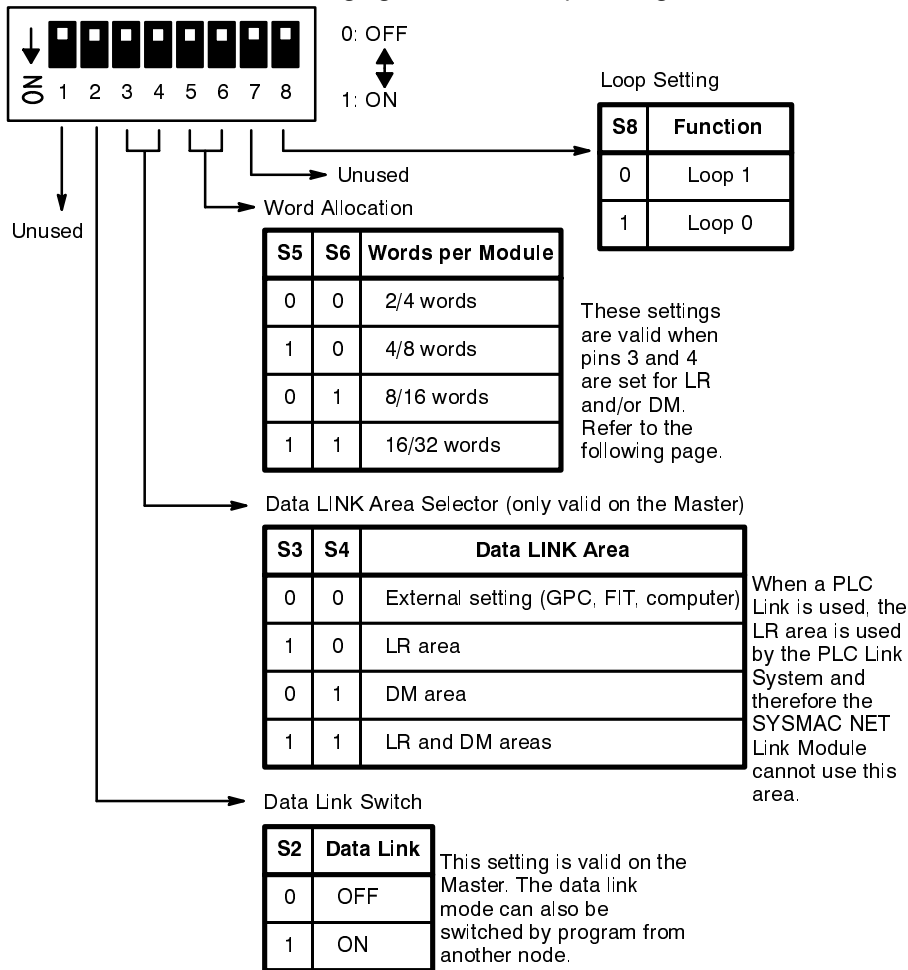 ON
1 2 3 4 5 6 7 8
0: OFF
1: ON
Loop Setting
S8 Function
0 Loop 1
1 Loop 0
Unused
Unused
Word Allocation
S5 S6 Words per Module
0 0 2/4 words
1 0 4/8 words
0 1 8/16 words
1 1 16/32 words
These settings
are valid when
pins 3 and 4
are set for LR
and/or DM.
Refer to the
following page.
Data LINK Area Selector (only valid on the Master)
S3 S4 Data LINK Area
0 0 External setting (GPC, FIT, computer)
1 0 LR area
0 1 DM area
1 1 LR and DM areas
When a PLC
Link is used, the
LR area is used
by the PLC Link
System and
therefore the
SYSMAC NET
Link Module
cannot use this
area.
Data Link Switch
S2 Data Link
0 OFF
1 ON
This setting is valid on the
Master. The data link
mode can also be
switched by program from
another node.